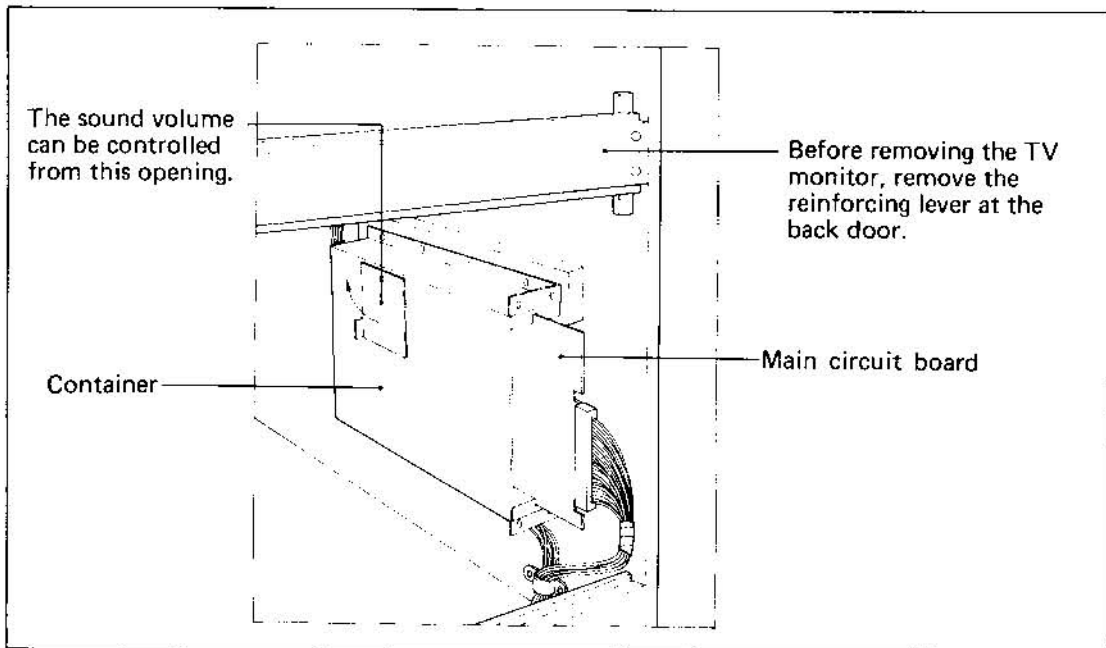 The sound volume
can be controlled
from this opening.
Before removing the TV
monitor, remove the
reinforcing lever at the
back door.
Main circuit board
Container